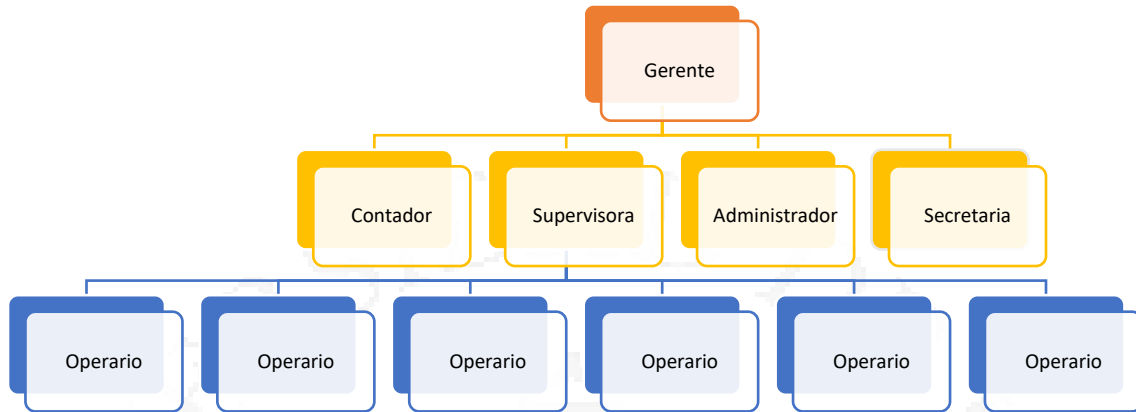 Gerente
Contador
Supervisora
Administrador
Secretaria
Operario
Operario
Operario
Operario
Operario
Operario